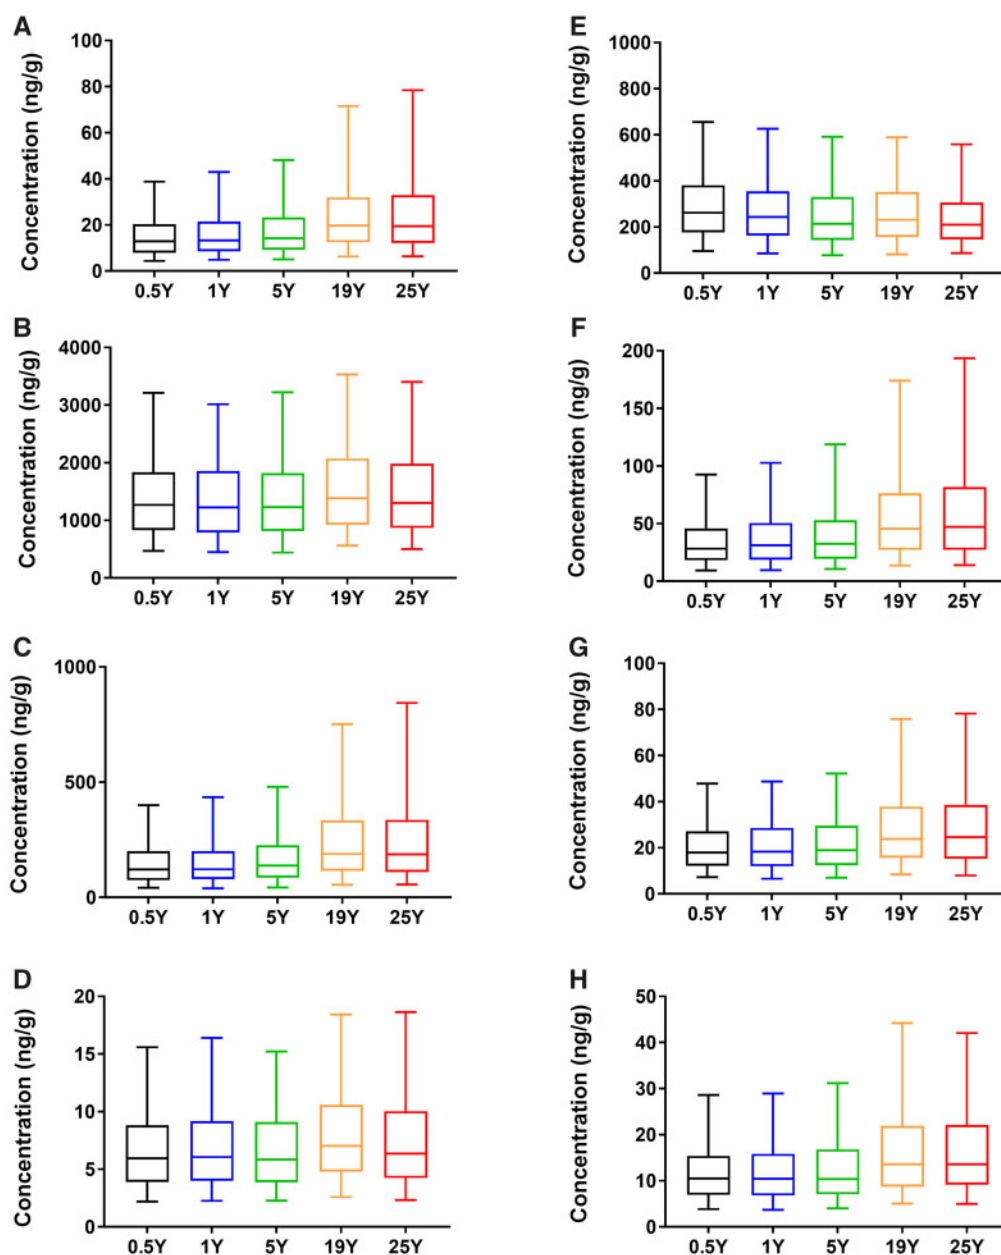 A
Concentration (ng/g)
100
80
60
40
20
0
0.5Y 1Y 5Y 19Y 25Y
B
Concentration (ng/g)
4000
3000
2000
1000
0
0.5Y 1Y 5Y 19Y 25Y
C
Concentration (ng/g)
1000
500
0
0.5Y 1Y 5Y 19Y 25Y
D
Concentration (ng/g)
20
15
10
5
0
0.5Y 1Y 5Y 19Y 25Y
E
Concentration (ng/g)
1000
800
600
400
200
0
0.5Y 1Y 5Y 19Y 25Y
F
Concentration (ng/g)
200
150
100
50
0
0.5Y 1Y 5Y 19Y 25Y
G
Concentration (ng/g)
100
80
60
40
20
0
0.5Y 1Y 5Y 19Y 25Y
H
Concentration (ng/g)
50
40
30
20
10
0
0.5Y 1Y 5Y 19Y 25Y